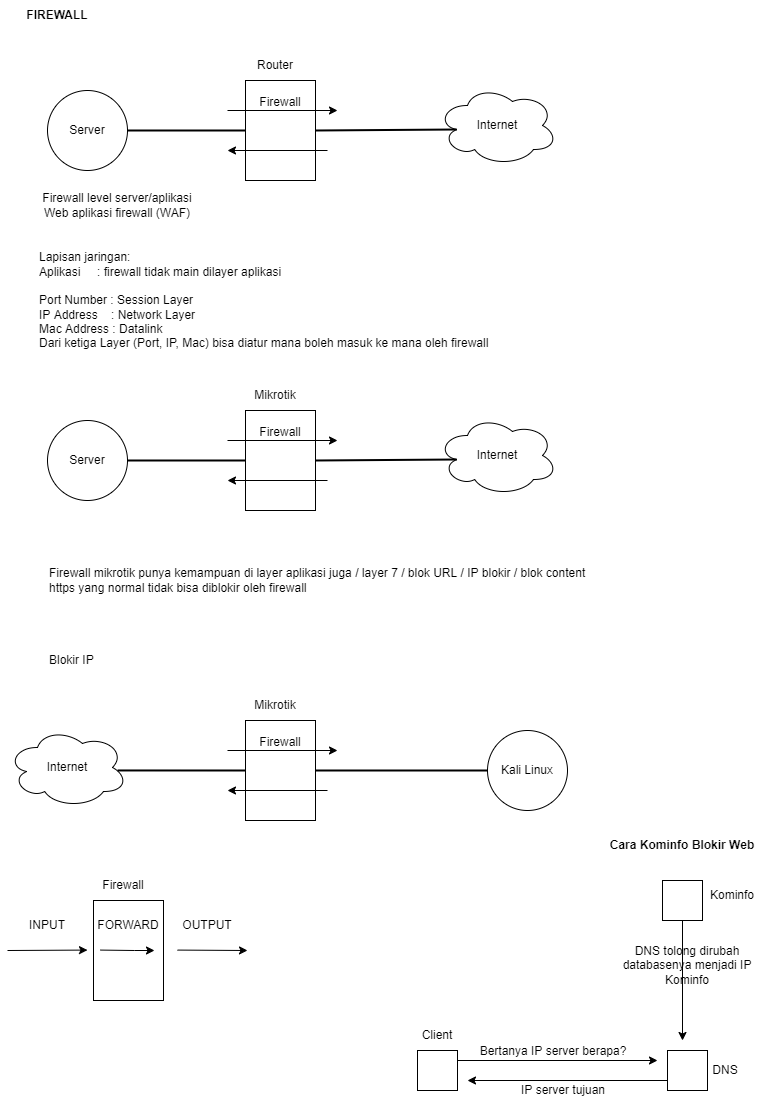 FIREWALL
Router
Firewall
Server
Internet
Firewall level server/aplikasi
Web aplikasi firewall (WAF)
Lapisan jaringan:
Aplikasi : firewall tidak main dilayer aplikasi
Port Number : Session Layer
IP Address : Network Layer
Mac Address : Datalink
Dari ketiga Layer (Port, IP, Mac) bisa diatur mana boleh masuk ke mana oleh firewall
Mikrotik
Firewall
Server
Internet
Firewall mikrotik punya kemampuan di layer aplikasi juga / layer 7 / blok URL / IP blokir / blok content
https yang normal tidak bisa diblokir oleh firewall
Blokir IP
Mikrotik
Firewall
Internet
Kali Linux
Cara Kominfo Blokir Web
Firewall
INPUT
FORWARD
OUTPUT
Kominfo
DNS tolong dirubah
databasenya menjadi IP
Kominfo
Client
Bertanya IP server berapa?
DNS
IP server tujuan